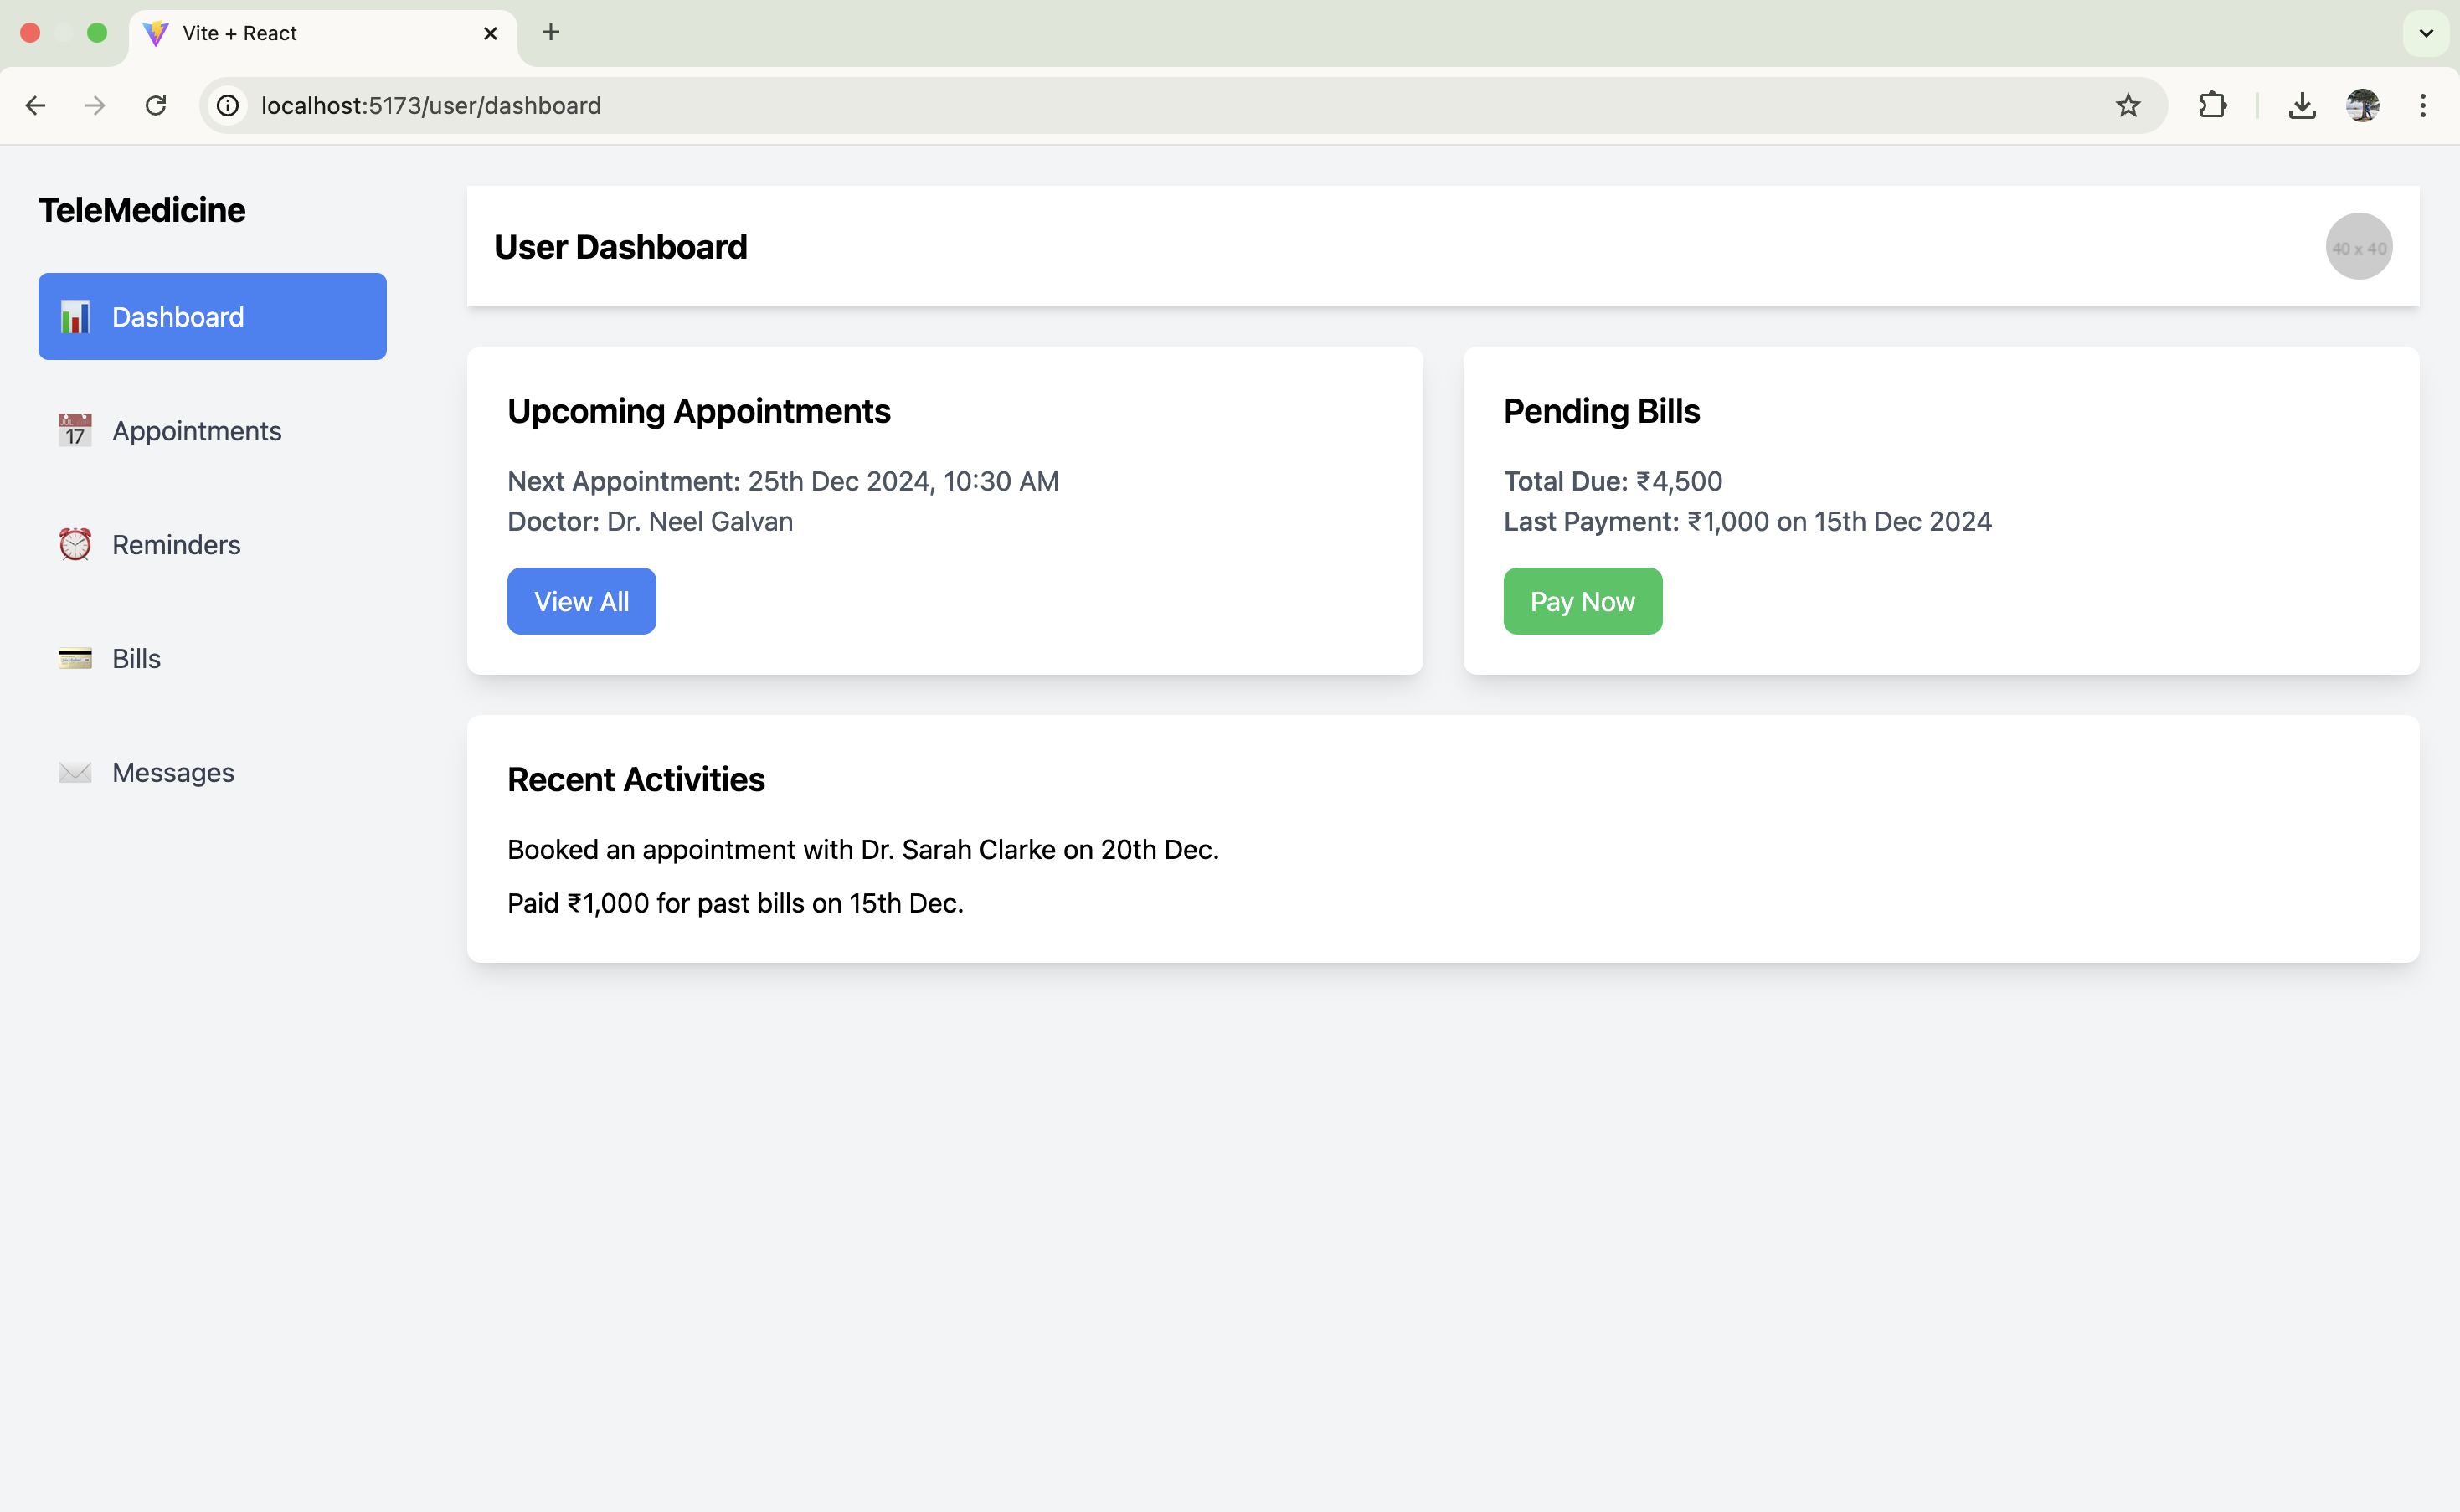 Vite + React
localhost:5173/user/dashboard
TeleMedicine
Dashboard
Appointments
Reminders
Bills
Messages
User Dashboard
40 x 40
Upcoming Appointments
Next Appointment: 25th Dec 2024, 10:30 AM
Doctor: Dr. Neel Galvan
View All
Pending Bills
Total Due: ₹4,500
Last Payment: ₹1,000 on 15th Dec 2024
Pay Now
Recent Activities
Booked an appointment with Dr. Sarah Clarke on 20th Dec.
Paid ₹1,000 for past bills on 15th Dec.
JUL
17